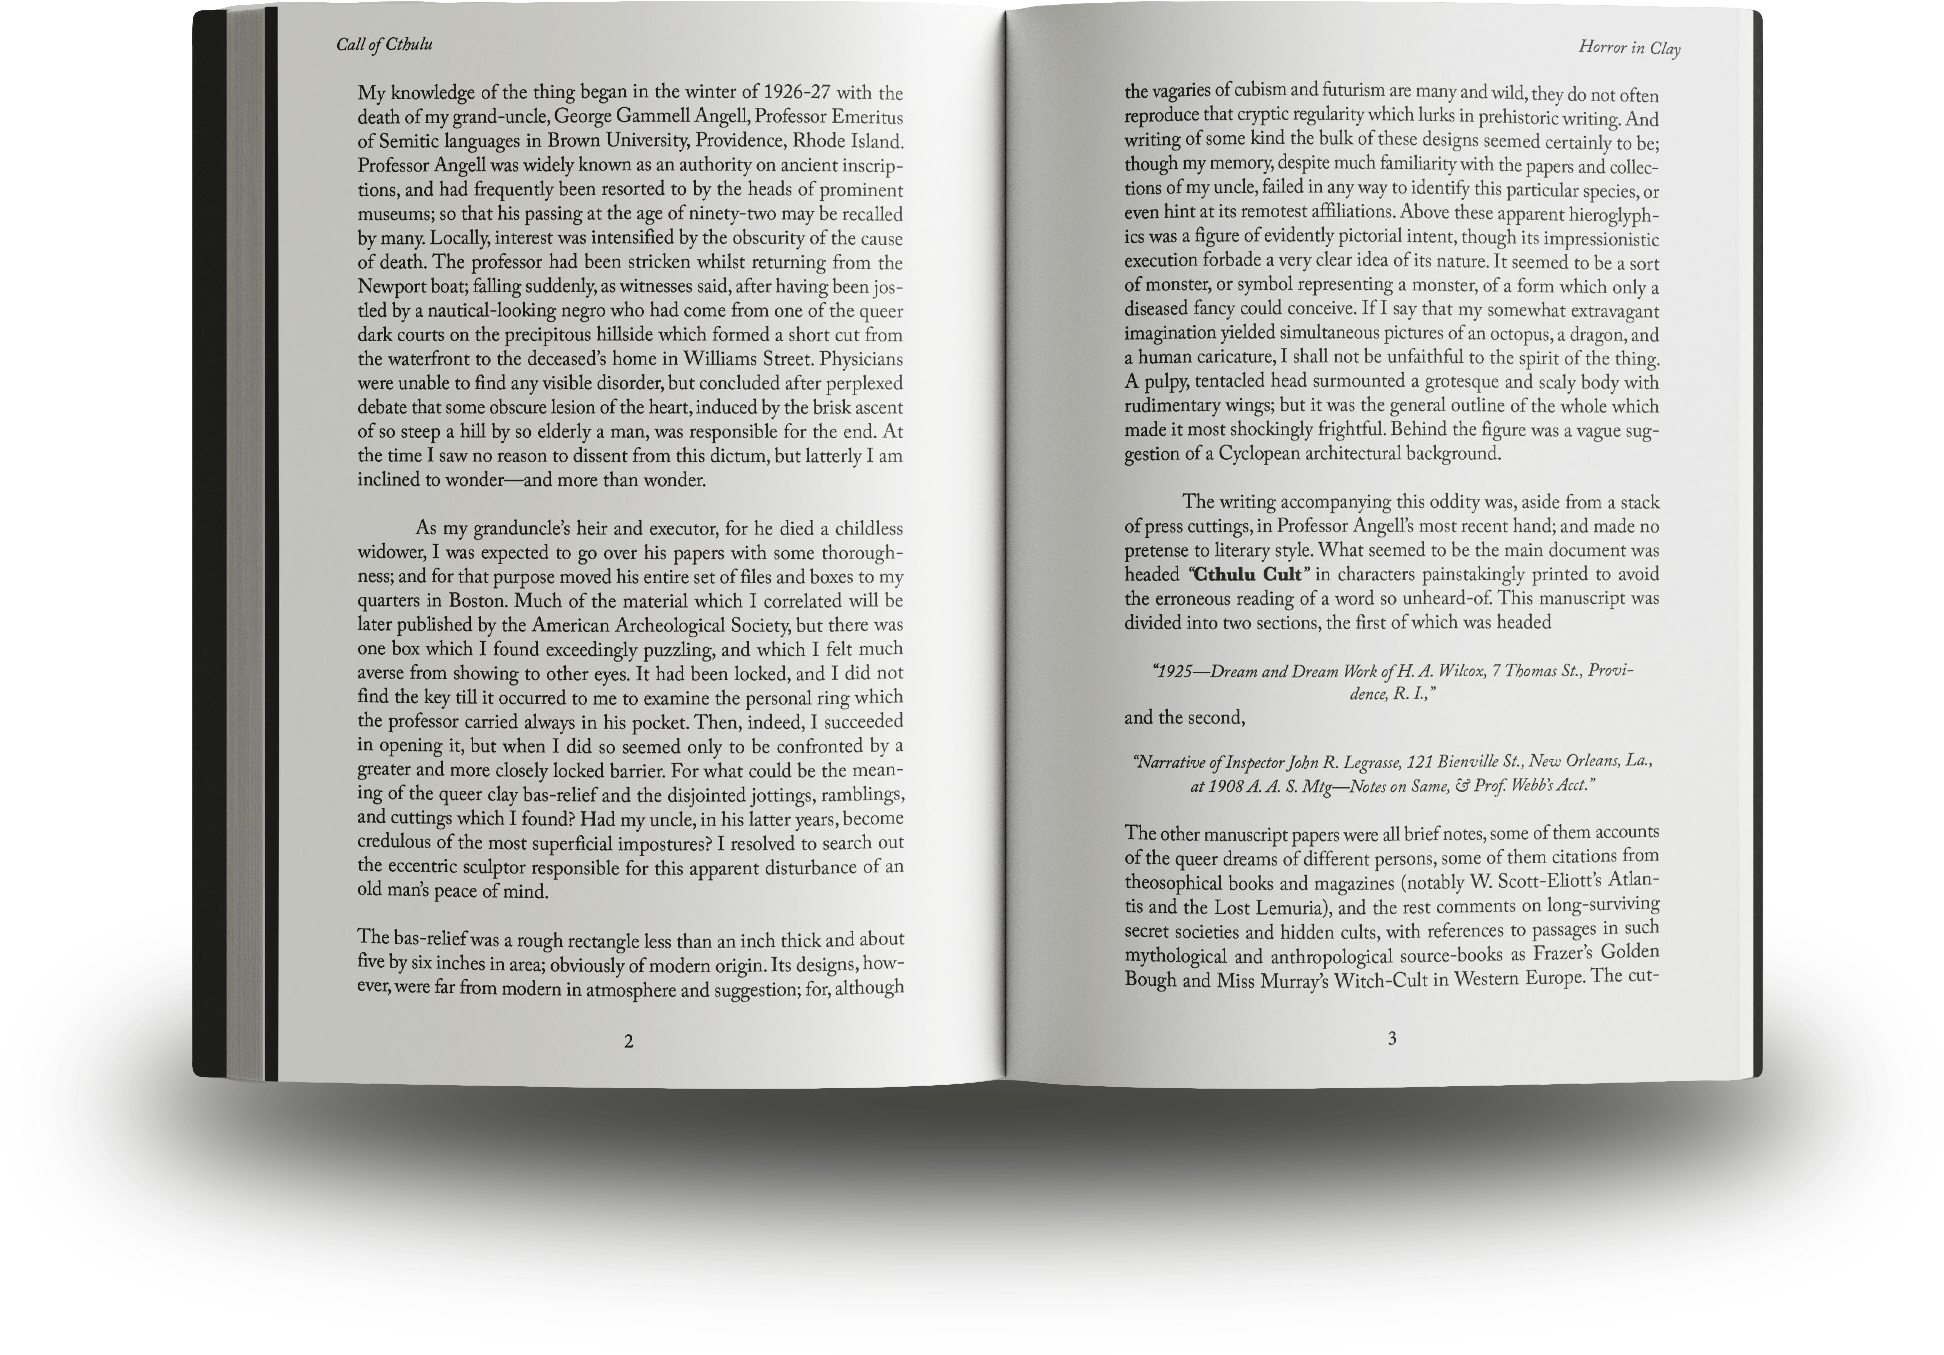 Call of Cthulu
My knowledge of the thing began in the winter of 1926-27 with the
death of my grand-uncle, George Gammell Angell, Professor Emeritus
of Semitic languages in Brown University, Providence, Rhode Island.
Professor Angell was widely known as an authority on ancient inscrip-
tions, and had frequently been resorted to by the heads of prominent
museums; so that his passing at the age of ninety-two may be recalled
by many. Locally, interest was intensified by the obscurity of the cause
of death. The professor had been stricken whilst returning from the
Newport boat; falling suddenly, as witnesses said, after having been jos-
tled by a nautical-looking negro who had come from one of the queer
dark courts on the precipitous hillside which formed a short cut from
the waterfront to the deceased's home in Williams Street. Physicians
were unable to find any visible disorder, but concluded after perplexed
debate that some obscure lesion of the heart, induced by the brisk ascent
of so steep a hill by so elderly a man, was responsible for the end. At
the time I saw no reason to dissent from this dictum, but latterly I am
inclined to wonder—and more than wonder.
As my granduncle's heir and executor, for he died a childless
widower, I was expected to go over his papers with some thorough-
ness; and for that purpose moved his entire set of files and boxes to my
quarters in Boston. Much of the material which I correlated will be
later published by the American Archeological Society, but there was
one box which I found exceedingly puzzling, and which I felt much
averse from showing to other eyes. It had been locked, and I did not
find the key till it occurred to me to examine the personal ring which
the professor carried always in his pocket. Then, indeed, I succeeded
in opening it, but when I did so seemed only to be confronted by a
greater and more closely locked barrier. For what could be the mean-
ing of the queer clay bas-relief and the disjointed jottings, ramblings,
and cuttings which I found? Had my uncle, in his latter years, become
credulous of the most superficial impostures? I resolved to search out
the eccentric sculptor responsible for this apparent disturbance of an
old man's peace of mind.
The bas-relief was a rough rectangle less than an inch thick and about
five by six inches in area; obviously of modern origin. Its designs, how-
ever, were far from modern in atmosphere and suggestion; for, although
2
Horror in Clay
the vagaries of cubism and futurism are many and wild, they do not often
reproduce that cryptic regularity which lurks in prehistoric writing. And
writing of some kind the bulk of these designs seemed certainly to be;
though my memory, despite much familiarity with the papers and collec-
tions of my uncle, failed in any way to identify this particular species, or
even hint at its remotest affiliations. Above these apparent hieroglyph-
ics was a figure of evidently pictorial intent, though its impressionistic
execution forbade a very clear idea of its nature. It seemed to be a sort
of monster, or symbol representing a monster, of a form which only a
diseased fancy could conceive. If I say that my somewhat extravagant
imagination yielded simultaneous pictures of an octopus, a dragon, and
a human caricature, I shall not be unfaithful to the spirit of the thing.
A pulpy, tentacled head surmounted a grotesque and scaly body with
rudimentary wings; but it was the general outline of the whole which
made it most shockingly frightful. Behind the figure was a vague sug-
gestion of a Cyclopean architectural background.
The writing accompanying this oddity was, aside from a stack
of press cuttings, in Professor Angell's most recent hand; and made no
pretense to literary style. What seemed to be the main document was
headed "Cthulu Cult" in characters painstakingly printed to avoid
the erroneous reading of a word so unheard-of. This manuscript was
divided into two sections, the first of which was headed
"1925—Dream and Dream Work of H. A. Wilcox, 7 Thomas St., Provi-
dence, R. I.,"
and the second,
"Narrative of Inspector John R. Legrasse, 121 Bienville St., New Orleans, La.,
at 1908 A. A. S. Mtg—Notes on Same, & Prof. Webb's Acct."
The other manuscript papers were all brief notes, some of them accounts
of the queer dreams of different persons, some of them citations from
theosophical books and magazines (notably W. Scott-Eliott's Atlan-
tis and the Lost Lemuria), and the rest comments on long-surviving
secret societies and hidden cults, with references to passages in such
mythological and anthropological source-books as Frazer's Golden
Bough and Miss Murray's Witch-Cult in Western Europe. The cut-
3